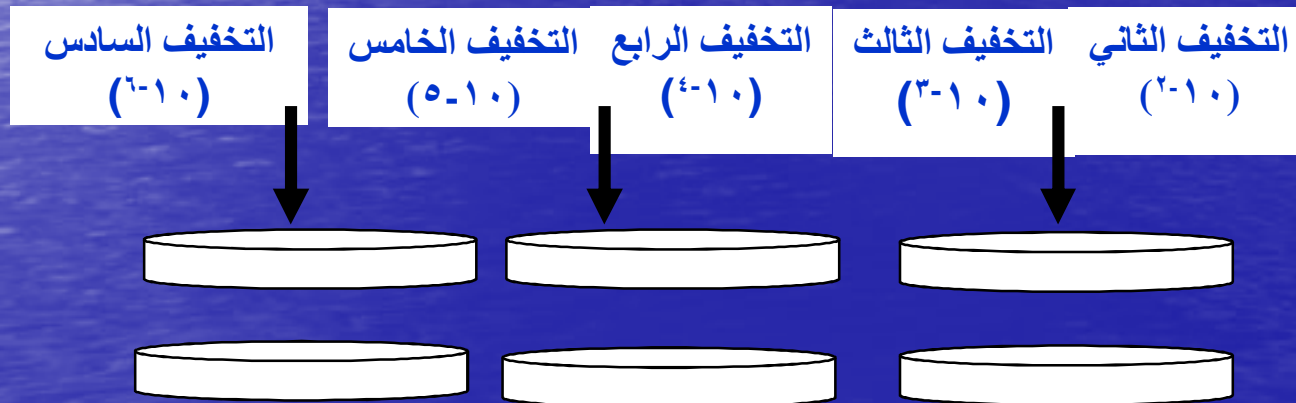 التخفيف الثاني
(١٠-٢)
التخفيف الثالث
(١٠-٣)
التخفيف الرابع
(١٠-٤)
التخفيف الخامس
(١٠-٥)
التخفيف السادس
(١٠-٦)